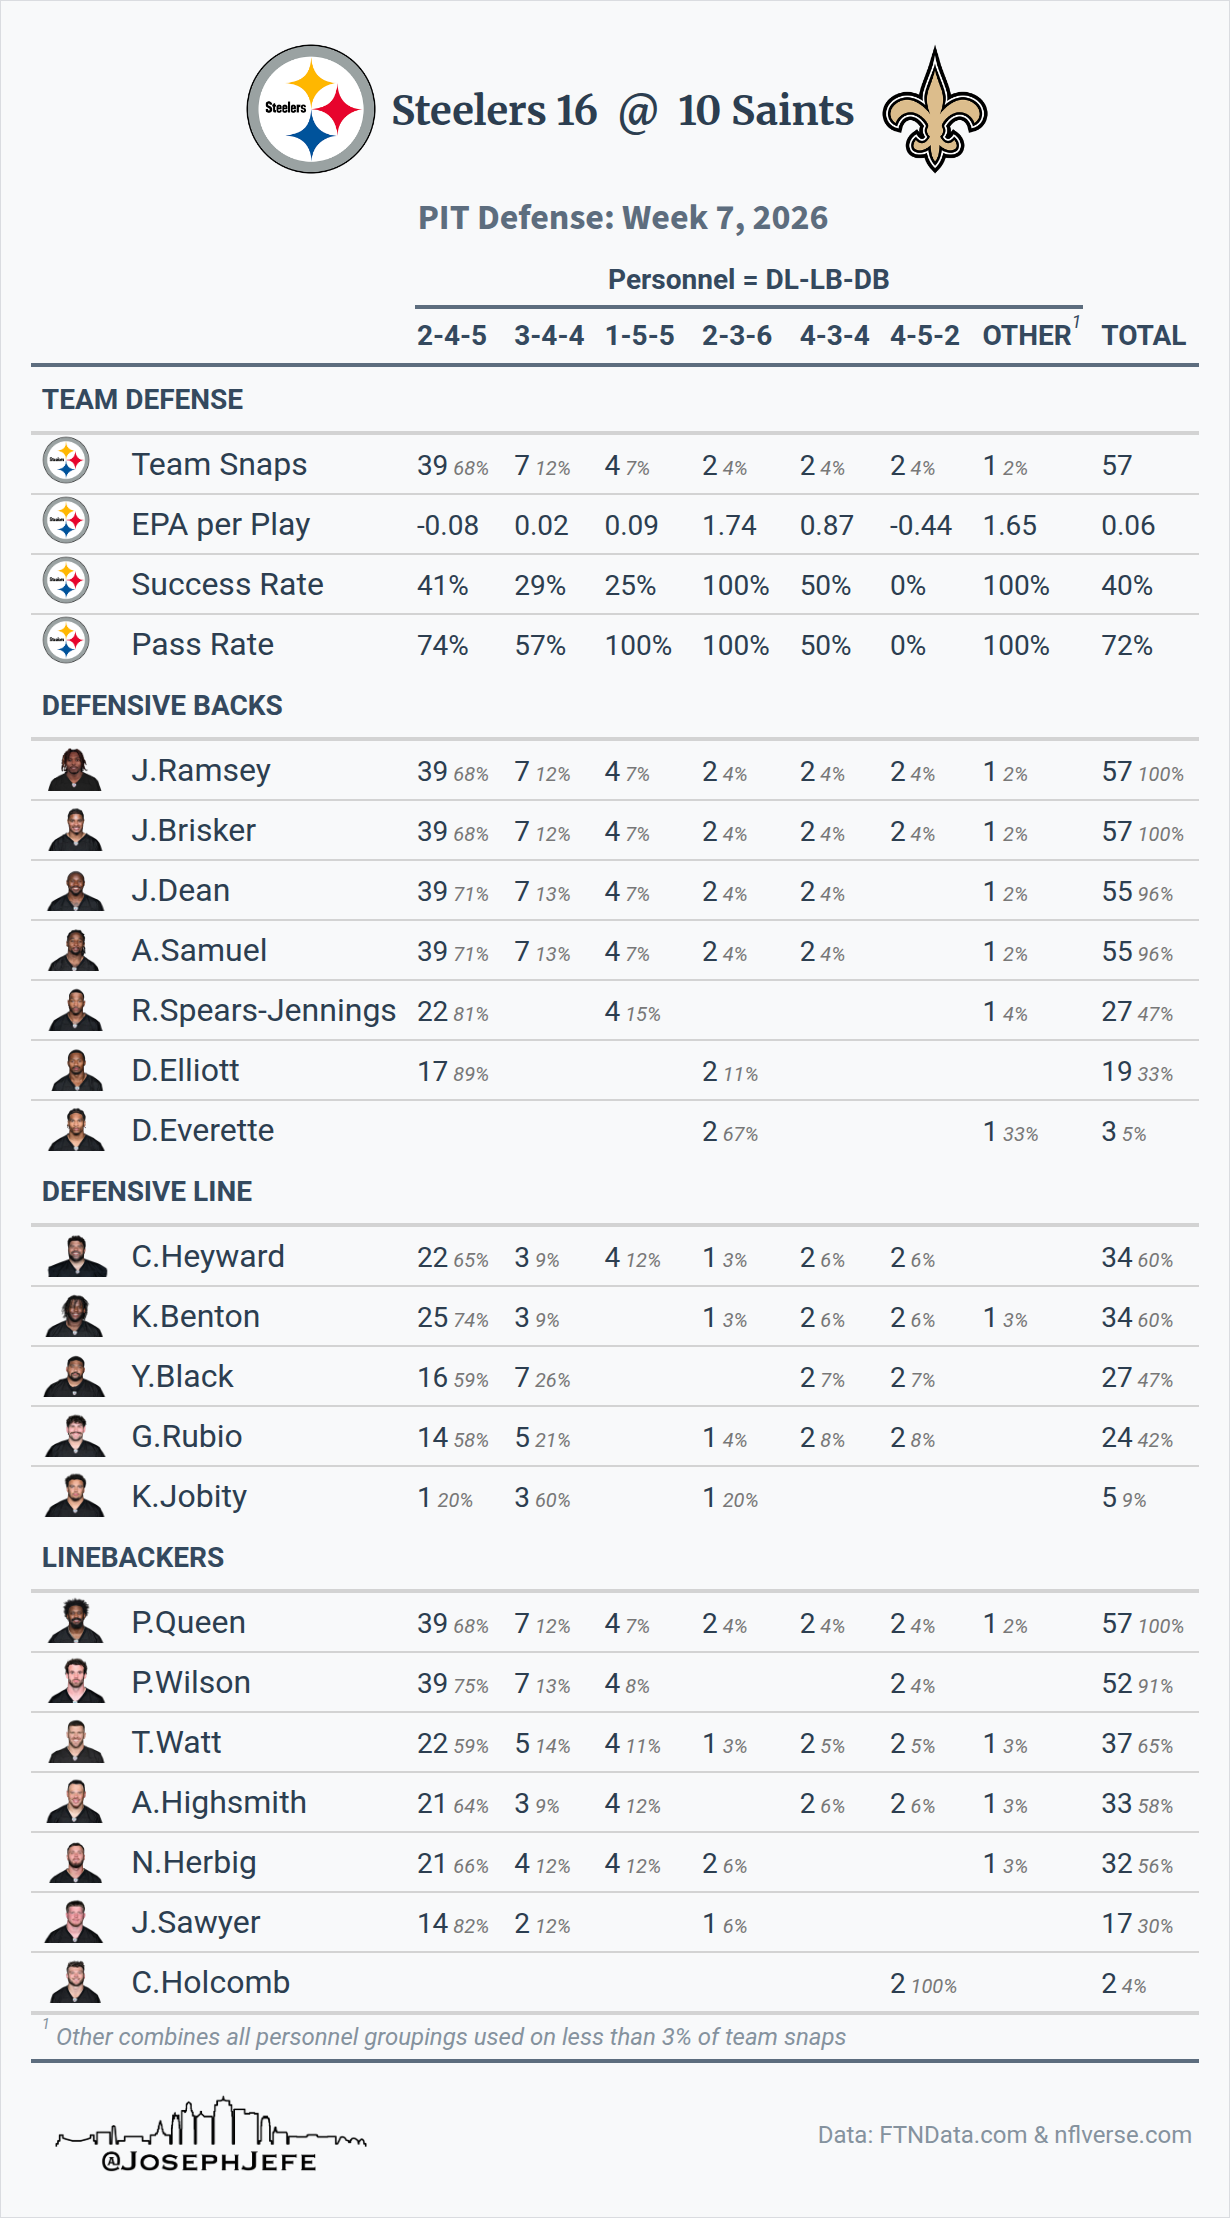 Steelers
Steelers 16 @ 10 Saints
PIT Defense: Week 7, 2026
Personnel = DL-LB-DB
2-4-5 3-4-4 1-5-5 2-3-6 4-3-4 4-5-2 OTHER1 TOTAL
TEAM DEFENSE
Team Snaps 39 68% 7 12% 4 7% 2 4% 2 4% 2 4% 1 2% 57
EPA per Play -0.08 0.02 0.09 1.74 0.87 -0.44 1.65 0.06
Success Rate 41% 29% 25% 100% 50% 0% 100% 40%
Pass Rate 74% 57% 100% 100% 50% 0% 100% 72%
DEFENSIVE BACKS
J.Ramsey 39 68% 7 12% 4 7% 2 4% 2 4% 2 4% 1 2% 57 100%
J.Brisker 39 68% 7 12% 4 7% 2 4% 2 4% 2 4% 1 2% 57 100%
J.Dean 39 71% 7 13% 4 7% 2 4% 2 4% 1 2% 55 96%
A.Samuel 39 71% 7 13% 4 7% 2 4% 2 4% 1 2% 55 96%
R.Spears-Jennings 22 81% 4 15% 1 4% 27 47%
D.Elliott 17 89% 2 11% 19 33%
D.Everette 2 67% 1 33% 3 5%
DEFENSIVE LINE
C.Heyward 22 65% 3 9% 4 12% 1 3% 2 6% 2 6% 34 60%
K.Benton 25 74% 3 9% 1 3% 2 6% 2 6% 1 3% 34 60%
Y.Black 16 59% 7 26% 2 7% 2 7% 27 47%
G.Rubio 14 58% 5 21% 1 4% 2 8% 2 8% 24 42%
K.Jobity 1 20% 3 60% 1 20% 5 9%
LINEBACKERS
P.Queen 39 68% 7 12% 4 7% 2 4% 2 4% 2 4% 1 2% 57 100%
P.Wilson 39 75% 7 13% 4 8% 2 4% 52 91%
T.Watt 22 59% 5 14% 4 11% 1 3% 2 5% 2 5% 1 3% 37 65%
A.Highsmith 21 64% 3 9% 4 12% 2 6% 2 6% 1 3% 33 58%
N.Herbig 21 66% 4 12% 4 12% 2 6% 1 3% 32 56%
J.Sawyer 14 82% 2 12% 1 6% 17 30%
C.Holcomb 2 100% 2 4%
1 Other combines all personnel groupings used on less than 3% of team snaps
@JOSEPHJEFE
Data: FTNData.com & nflverse.com